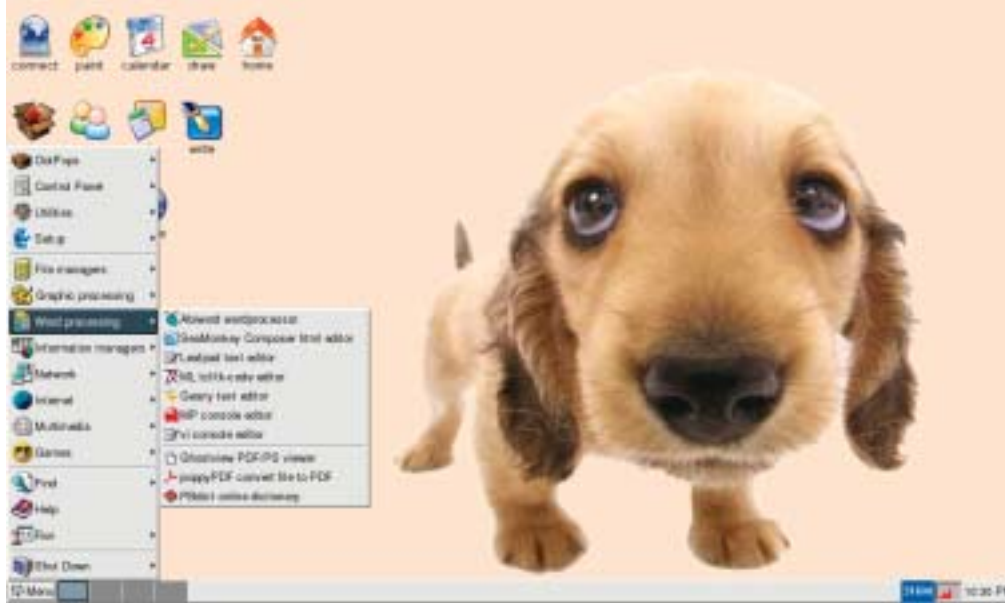 connect
paint
calendar
draw
home
write
DotPups
Control Panel
Utilities
Setup
File managers
Graphic processing
Word processing
Information managers
Network
Internet
Multimedia
Games
Find
Help
Run
Shut Down
Abiword wordprocessor
SeaMonkey Composer html editor
Leafpad text editor
editor
Geany text editor
MP console editor
vi console editor
Ghostview PDF/PS viewer
puppyPDF convert file to PDF
online dictionary
Menu
10:30